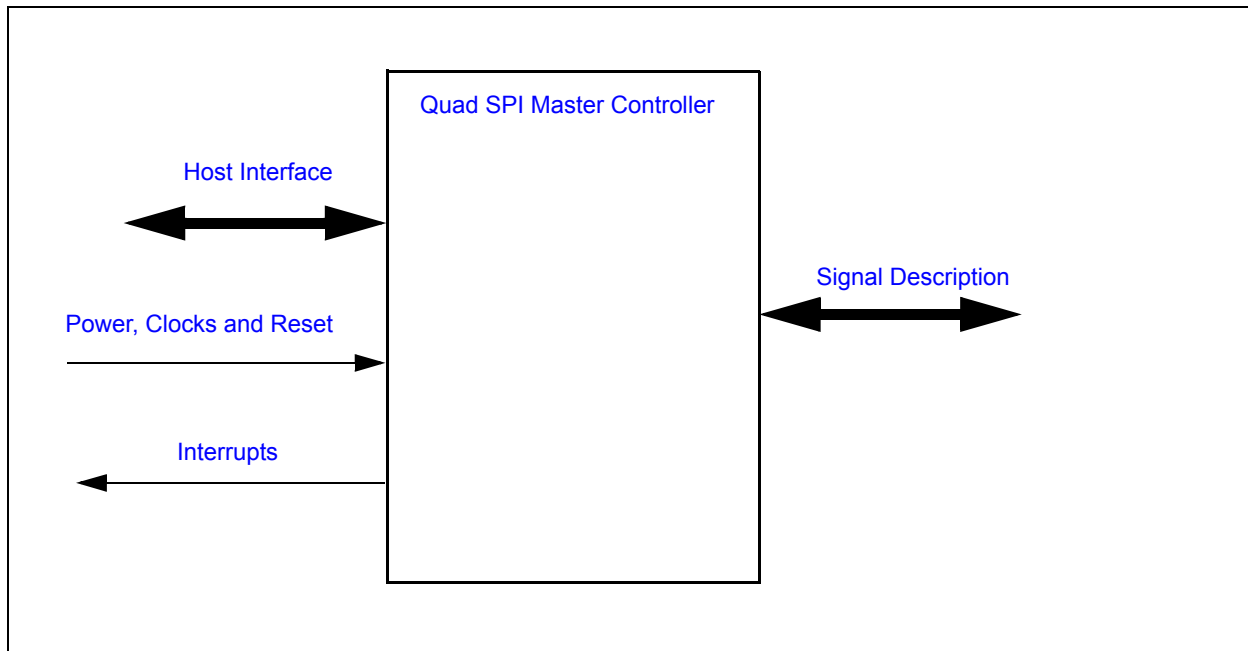 Quad SPI Master Controller
Host Interface
Signal Description
Power, Clocks and Reset
Interrupts